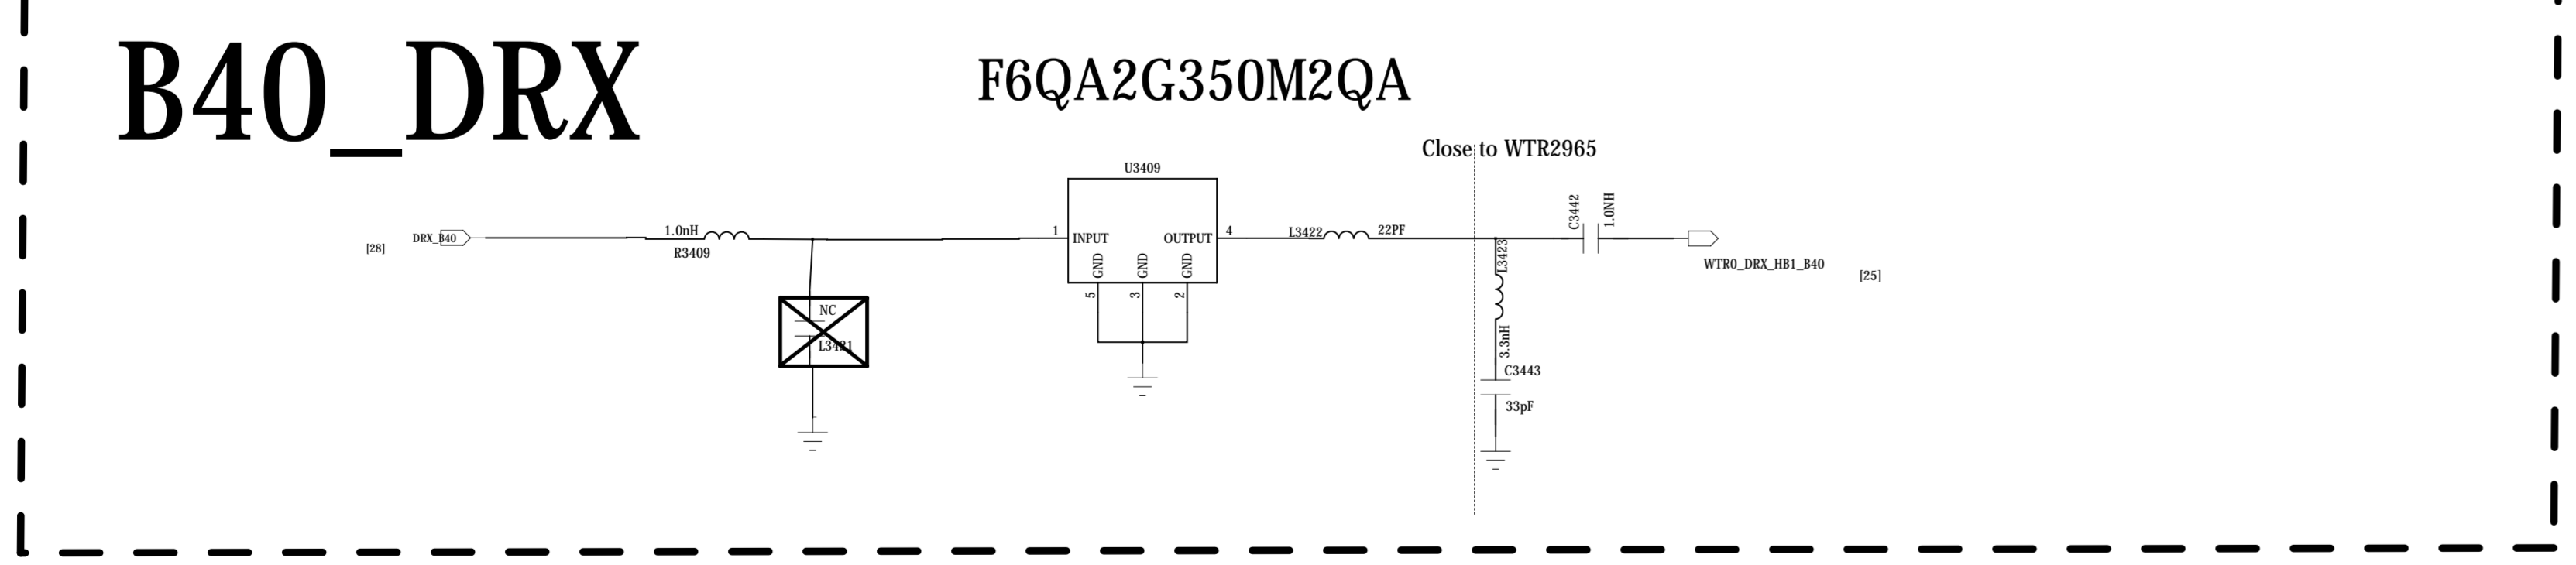 B40_DRX
F6QA2G350M2QA
Close to WTR2965
U3409
C3442
1.0NH
DRX_B40
[28]
1.0nH
R3409
1
INPUT
OUTPUT
4
GND
GND
GND
5
3
2
L3422
22PF
L3423
3.3nH
WTR0_DRX_HB1_B40
[25]
NC
L3421
C3443
33pF